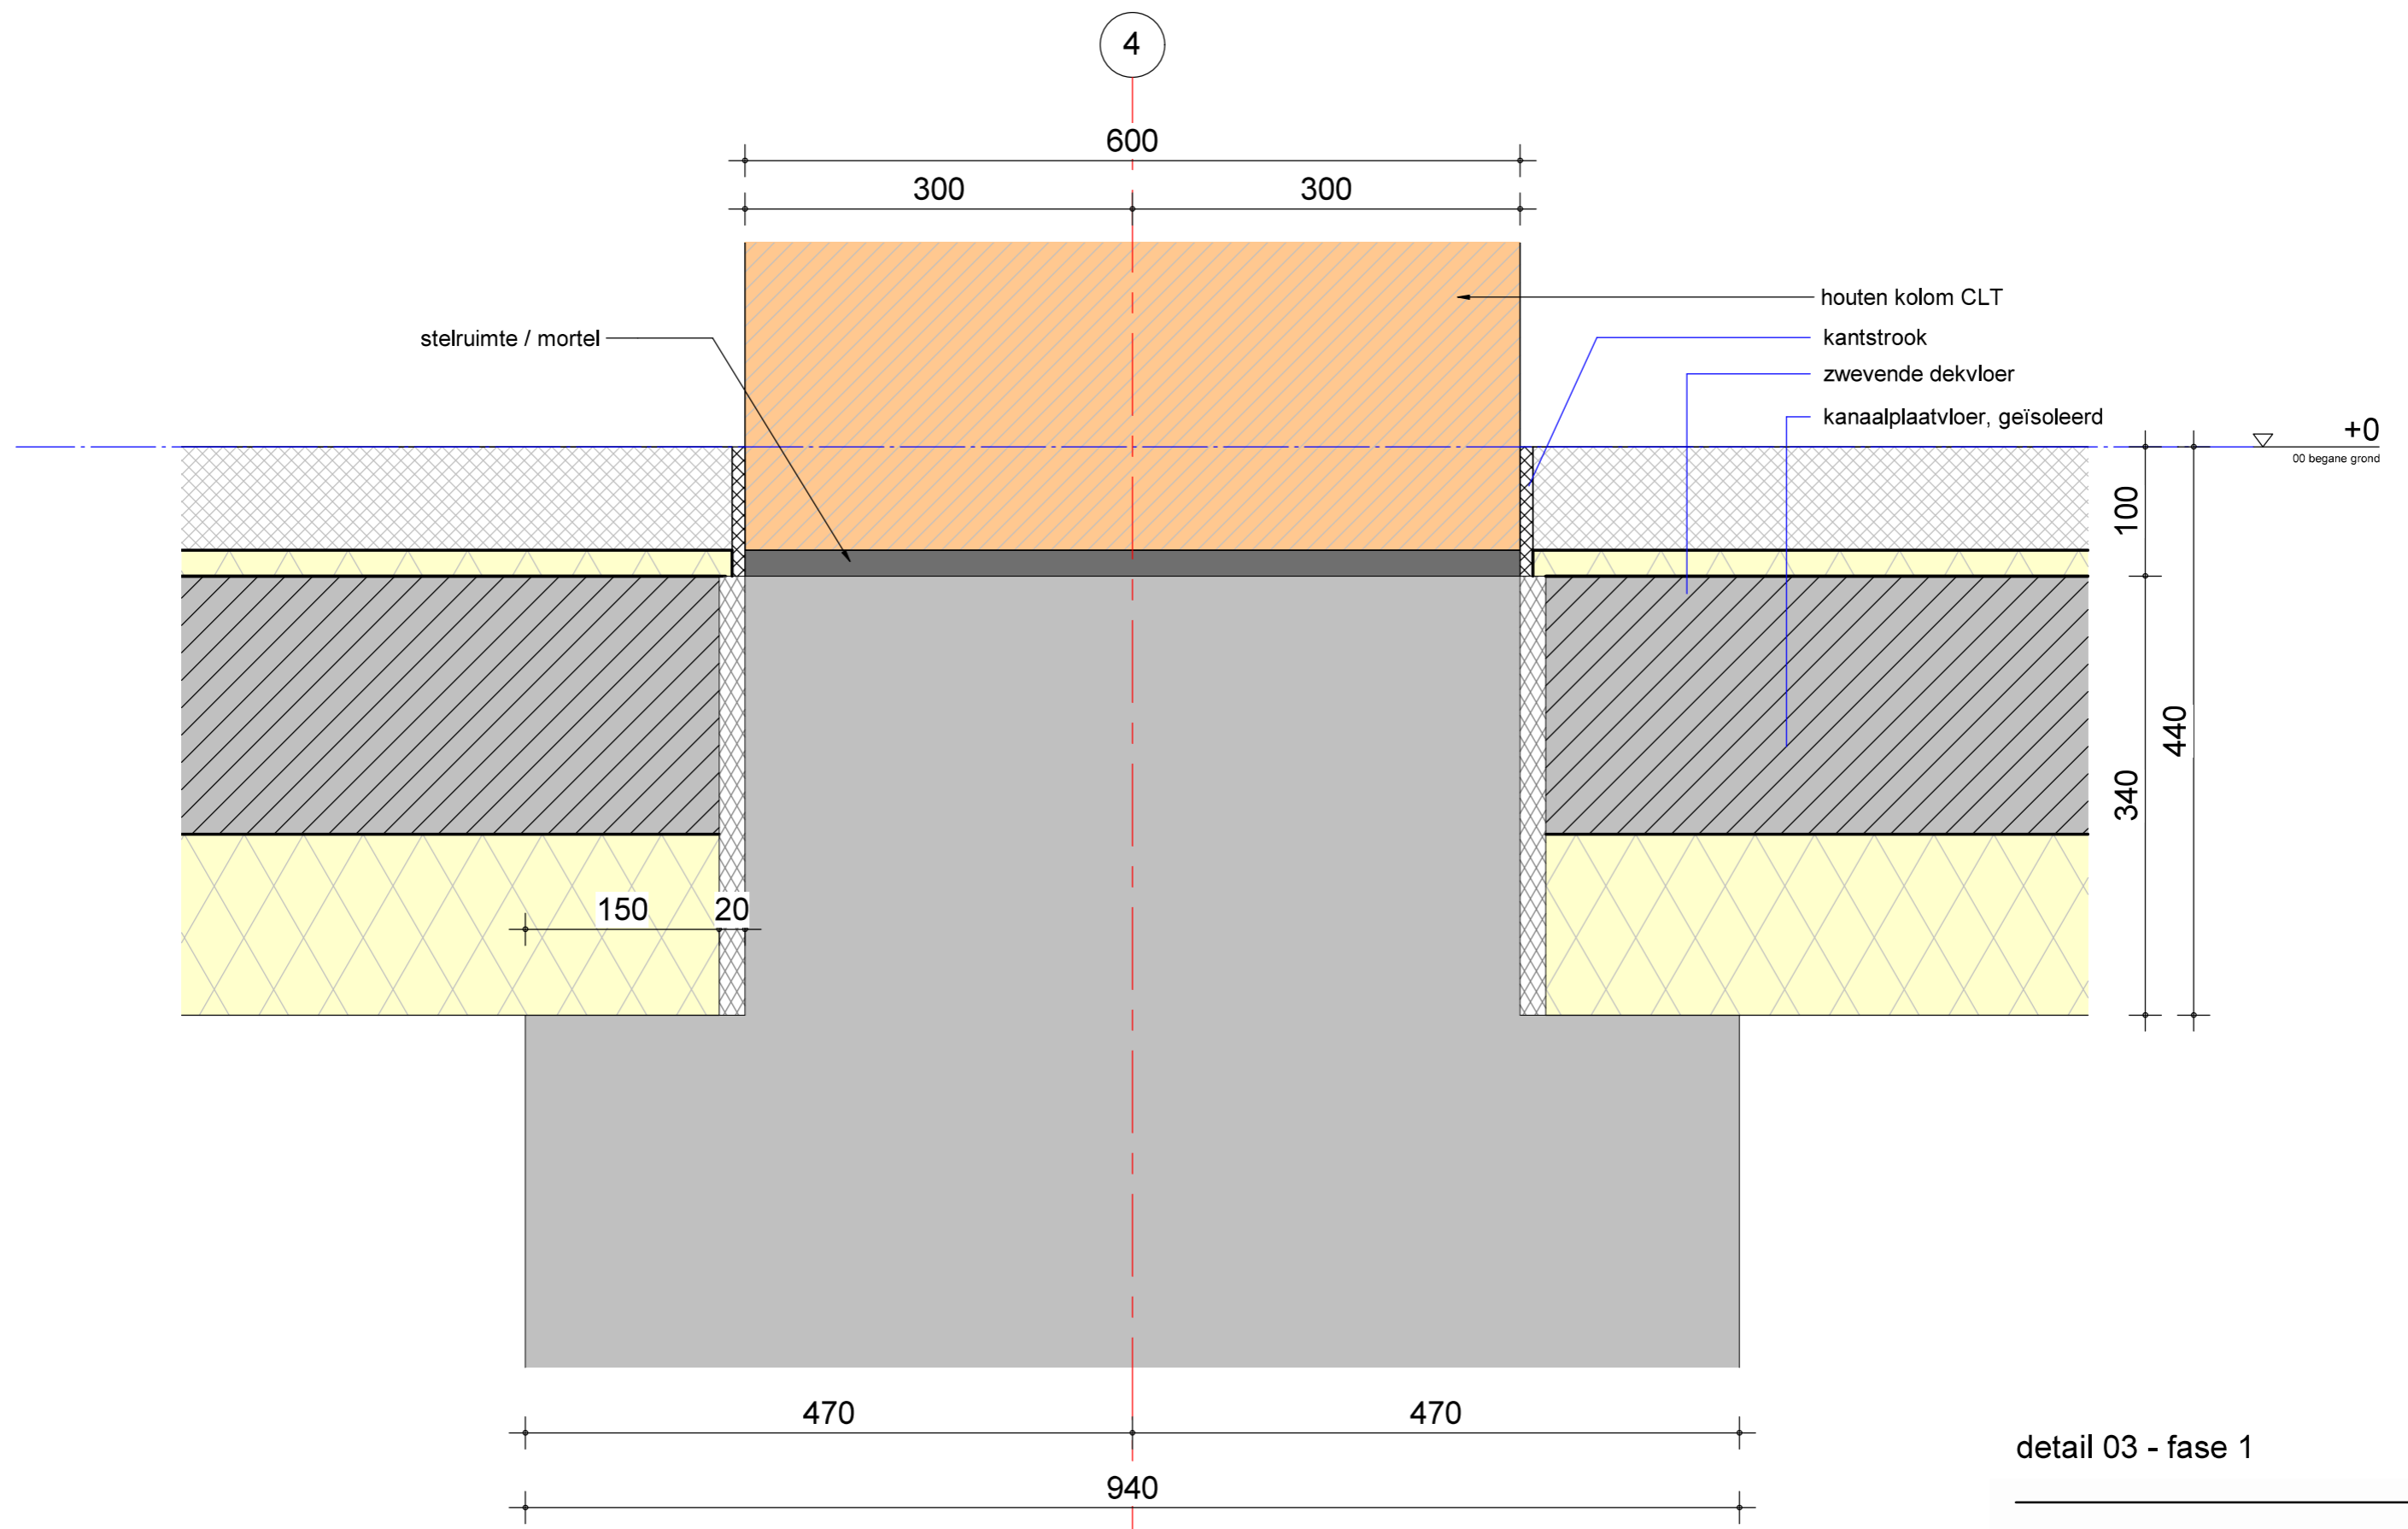 4
600
300 300
houten kolom CLT
stelruimte / mortel
kantstrook
zwevende dekvloer
kanaalplaatvloer, geïsoleerd
+0
00 begane grond
100
440
340
150 20
470 470
detail 03 - fase 1
940